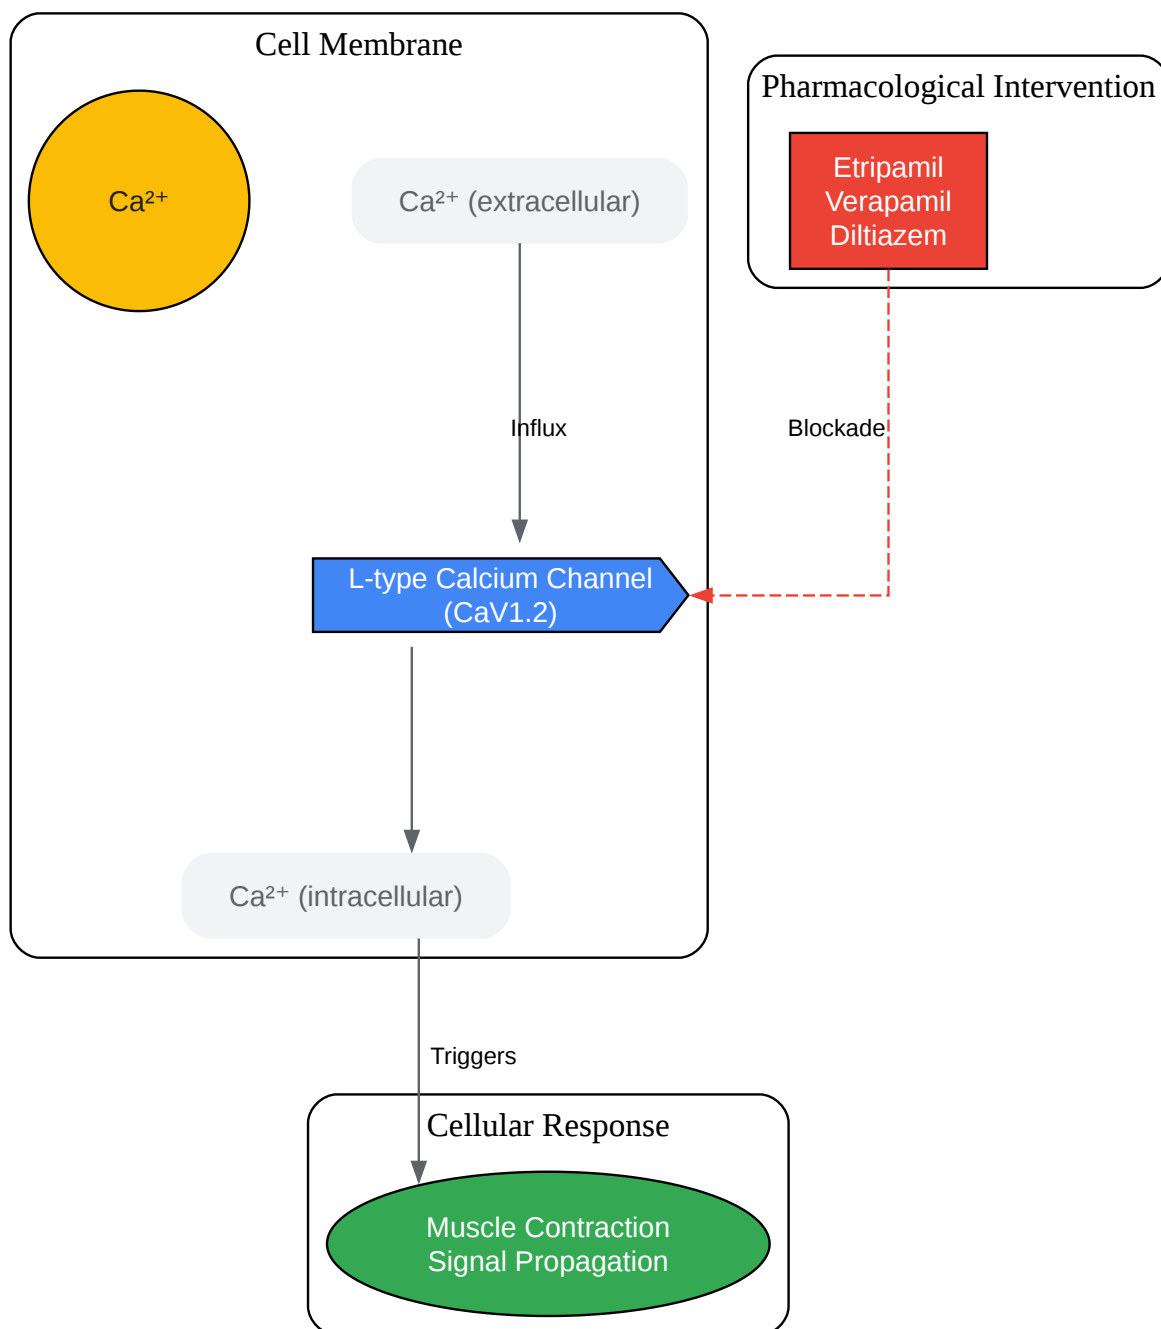 Cell Membrane
Ca²⁺
Ca²⁺ (extracellular)
Pharmacological Intervention
Etripamil
Verapamil
Diltiazem
Influx
Blockade
L-type Calcium Channel
(CaV1.2)
Ca²⁺ (intracellular)
Triggers
Cellular Response
Muscle Contraction
Signal Propagation